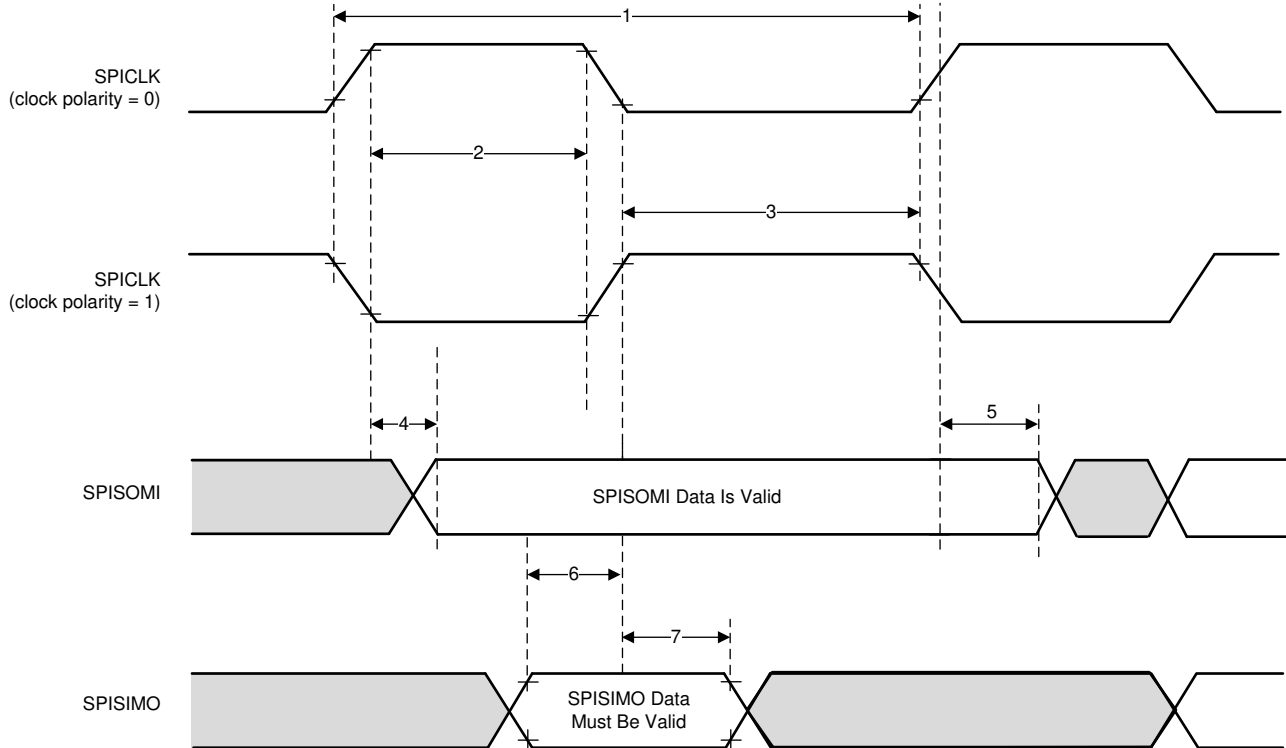 1
SPICLK
(clock polarity = 0)
2
3
SPICLK
(clock polarity = 1)
4
5
SPISOMI
SPISOMI Data Is Valid
6
7
SPISIMO
SPISIMO Data
Must Be Valid